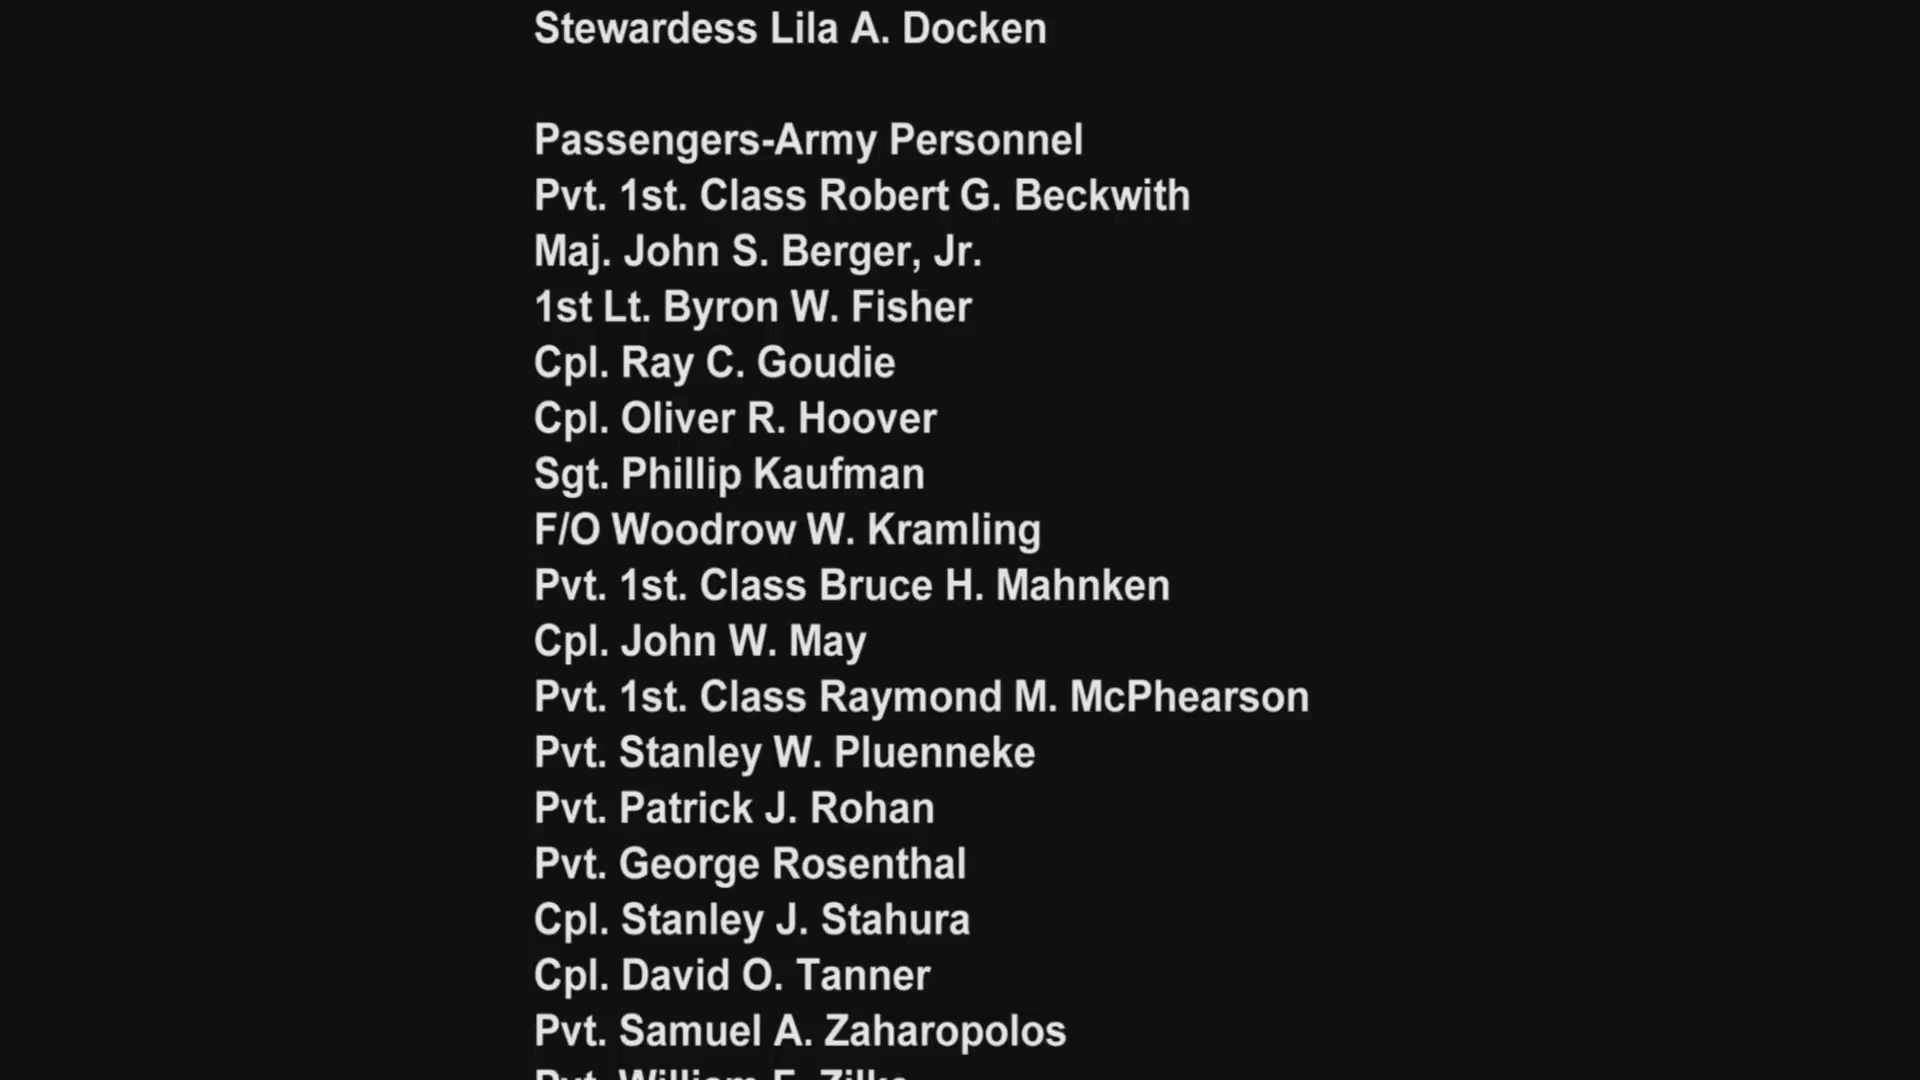 Stewardess Lila A. Docken
Passengers-Army Personnel
Pvt. 1st. Class Robert G. Beckwith
Maj. John S. Berger, Jr.
1st Lt. Byron W. Fisher
Cpl. Ray C. Goudie
Cpl. Oliver R. Hoover
Sgt. Phillip Kaufman
F/O Woodrow W. Kramling
Pvt. 1st. Class Bruce H. Mahnken
Cpl. John W. May
Pvt. 1st. Class Raymond M. McPhearson
Pvt. Stanley W. Pluenneke
Pvt. Patrick J. Rohan
Pvt. George Rosenthal
Cpl. Stanley J. Stahura
Cpl. David O. Tanner
Pvt. Samuel A. Zaharopolos
Pvt. William